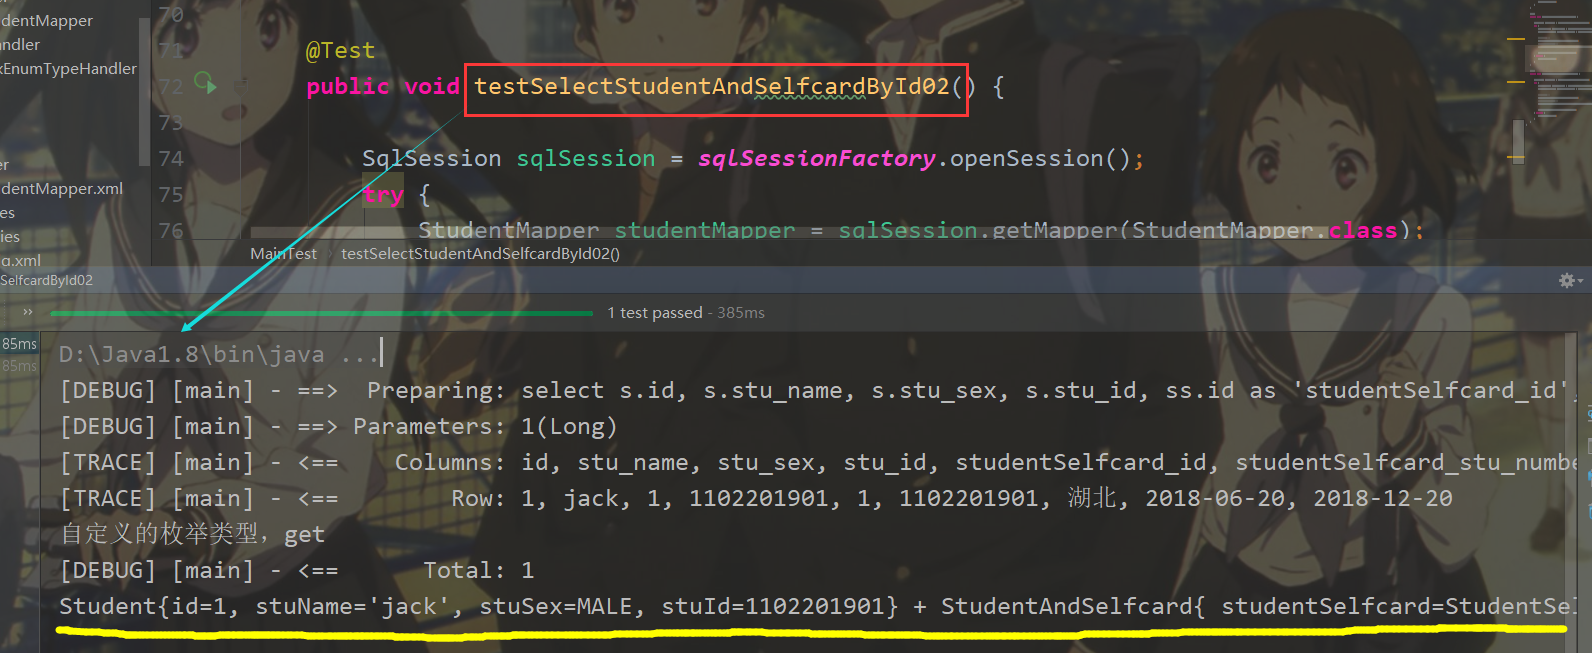 70
udentMapper
71 @Test
andler
xEnumTypeHandler
72 public void testSelectStudentAndSelfcardById02() {
73
74 SqlSession sqlSession = sqlSessionFactory.openSession();
er
dentMapper.xml
75 try {
es
76 StudentMapper studentMapper = sqlSession.getMapper(StudentMapper.class);
ies
a.xml
MainTest › testSelectStudentAndSelfcardById02()
SelfcardById02
» 1 test passed - 385ms
85ms
85ms
D:\Java1.8\bin\java ...
[DEBUG] [main] - ==>  Preparing: select s.id, s.stu_name, s.stu_sex, s.stu_id, ss.id as 'studentSelfcard_id',
[DEBUG] [main] - ==> Parameters: 1(Long)
[TRACE] [main] - <==    Columns: id, stu_name, stu_sex, stu_id, studentSelfcard_id, studentSelfcard_stu_numbe
[TRACE] [main] - <==        Row: 1, jack, 1, 1102201901, 1, 1102201901, 湖北, 2018-06-20, 2018-12-20
自定义的枚举类型，get
[DEBUG] [main] - <==      Total: 1
Student{id=1, stuName='jack', stuSex=MALE, stuId=1102201901} + StudentAndSelfcard{ studentSelfcard=StudentSel